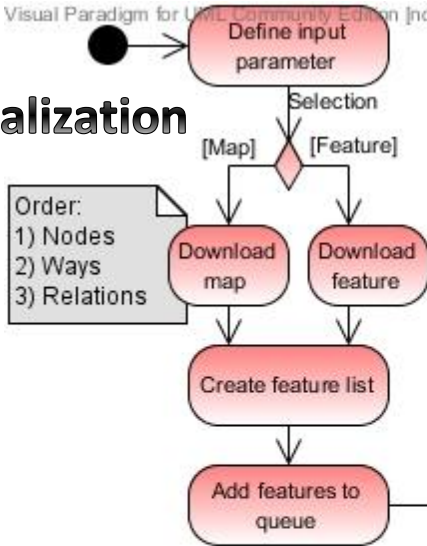 Visual Paradigm for UML Community Edition [no
Define input
parameter
Selection
alization
[Map]
[Feature]
Order:
1) Nodes
2) Ways
3) Relations
Download
map
Download
feature
Create feature list
Add features to
queue